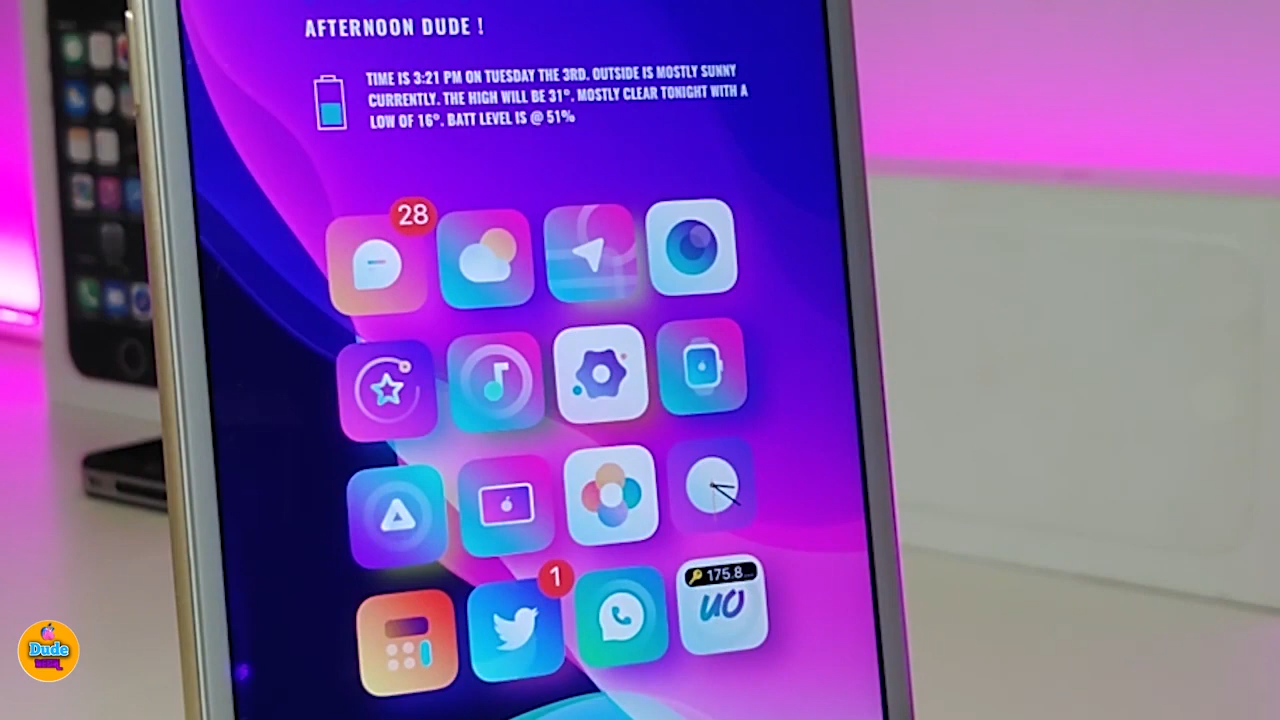 AFTERNOON DUDE !
TIME IS 3:21 PM ON TUESDAY THE 3RD. OUTSIDE IS MOSTLY SUNNY
CURRENTLY. THE HIGH WILL BE 31°. MOSTLY CLEAR TONIGHT WITH A
LOW OF 16°. BATT LEVEL IS @ 51%
28
1
175.8...
uo
Dude